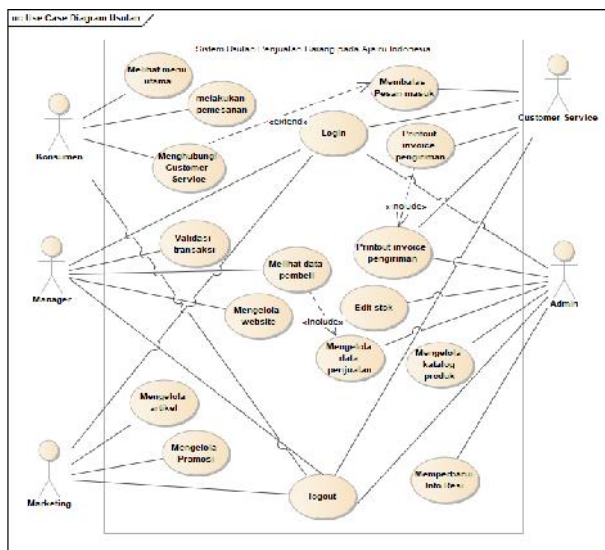 uc Use Case Diagram Usulan
Sistem Usulan Penjualan Barang pada Ajaru Indonesia
Melihat menu
utama
melakukan
pemesanan
Membalas
Pesan masuk
Konsumen
Customer Service
«extend»
Login
Printout
invoice
pengiriman
Menghubungi
Customer
Service
«include»
Validasi
transaksi
Printout invoice
pengiriman
Manager
Melihat data
pembeli
Admin
Mengelola
website
Edit stok
«include»
Mengelola
data
penjualan
Mengelola
katalog
produk
Mengelola
artikel
Mengelola
Promosi
Marketing
logout
Memperbarui
Info Resi